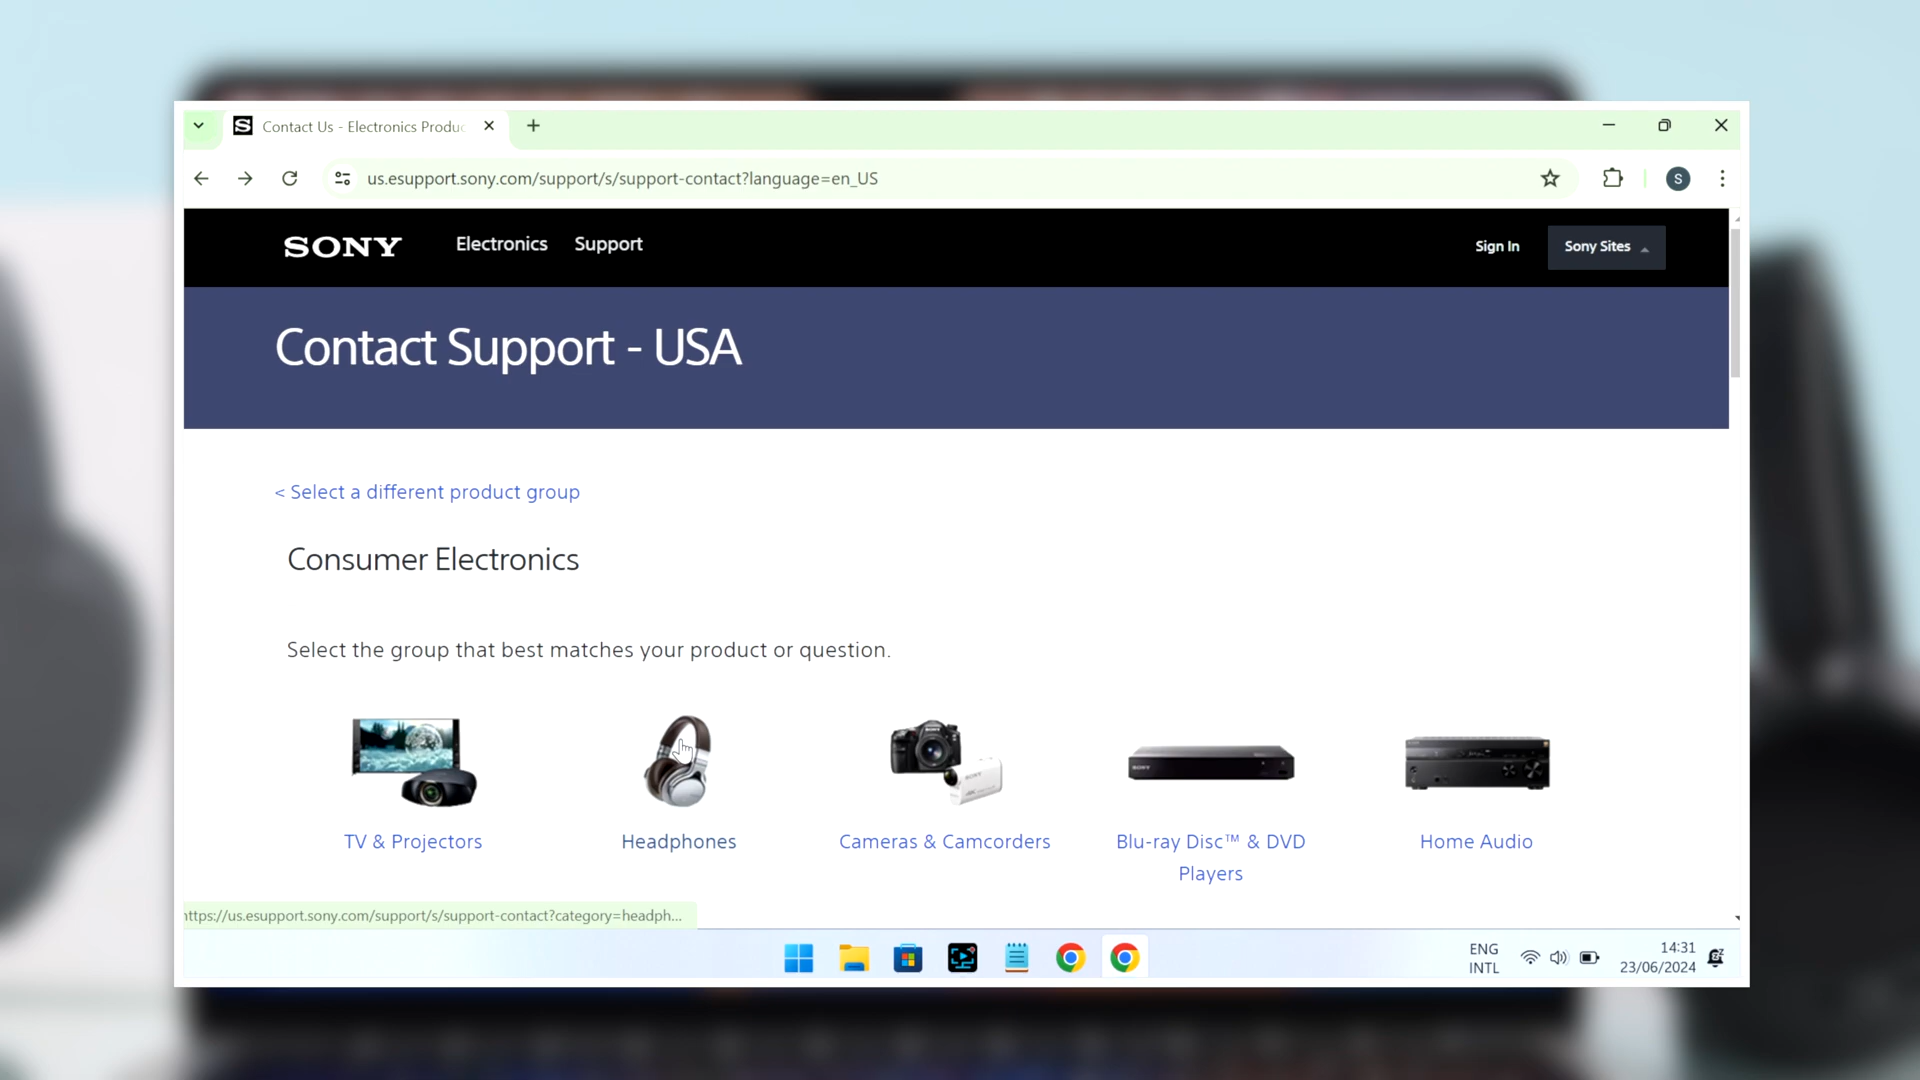 Contact Us - Electronics Produc
us.esupport.sony.com/support/s/support-contact?language=en_US
S
SONY
Electronics
Support
Sign In
Sony Sites
Contact Support - USA
< Select a different product group
Consumer Electronics
Select the group that best matches your product or question.
TV & Projectors
Headphones
Cameras & Camcorders
Blu-ray Disc™ & DVD
Players
Home Audio
https://us.esupport.sony.com/support/s/support-contact?category=headph...
ENG
INTL
14:31
23/06/2024